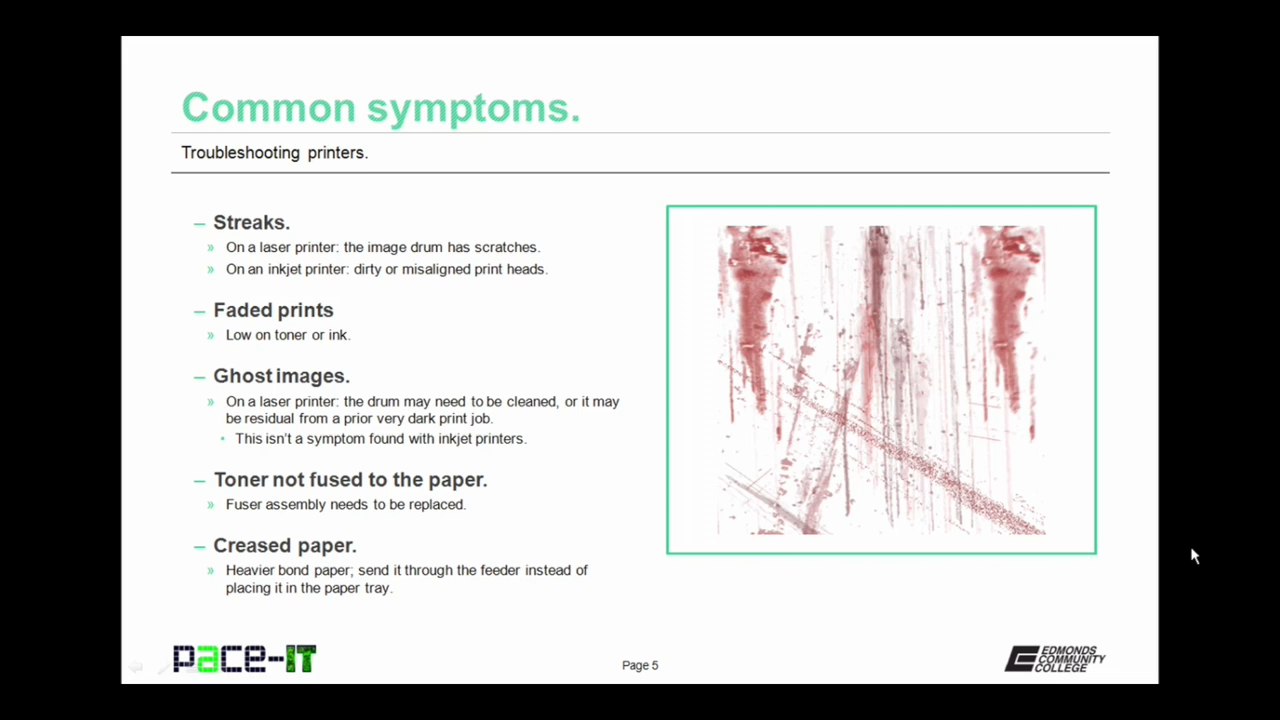 Common symptoms.
Troubleshooting printers.
– Streaks.
» On a laser printer: the image drum has scratches.
» On an inkjet printer: dirty or misaligned print heads.
– Faded prints
» Low on toner or ink.
– Ghost images.
» On a laser printer: the drum may need to be cleaned, or it may
be residual from a prior very dark print job.
• This isn't a symptom found with inkjet printers.
– Toner not fused to the paper.
» Fuser assembly needs to be replaced.
– Creased paper.
» Heavier bond paper; send it through the feeder instead of
placing it in the paper tray.
pace-IT
Page 5
EDMONDS
COMMUNITY
COLLEGE